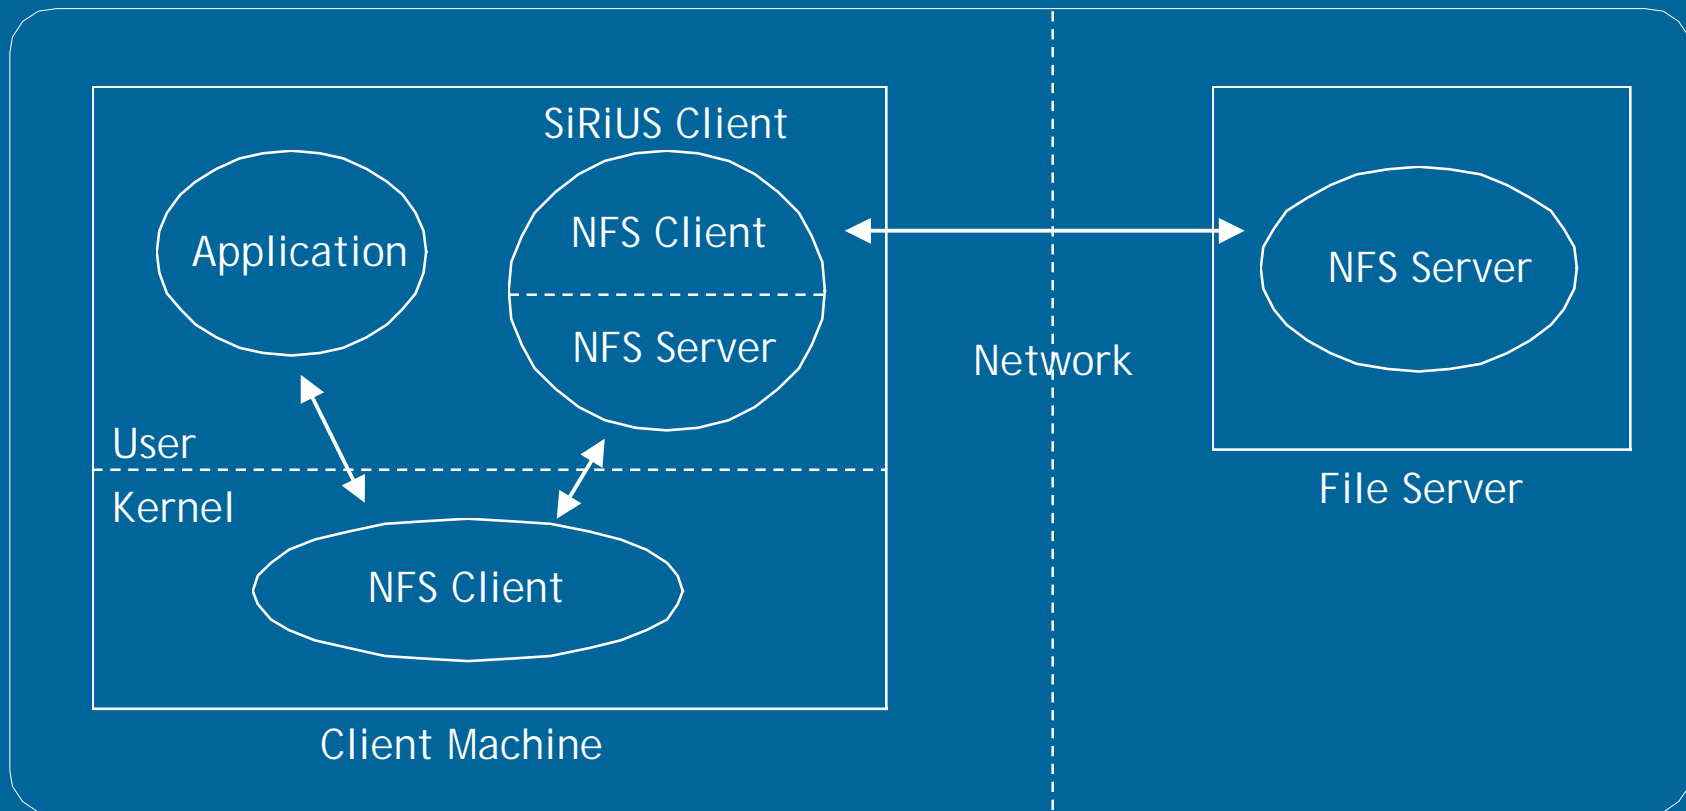 SiRiUS Client
Application
NFS Client
NFS Server
User
Kernel
NFS Client
Client Machine
Network
NFS Server
File Server